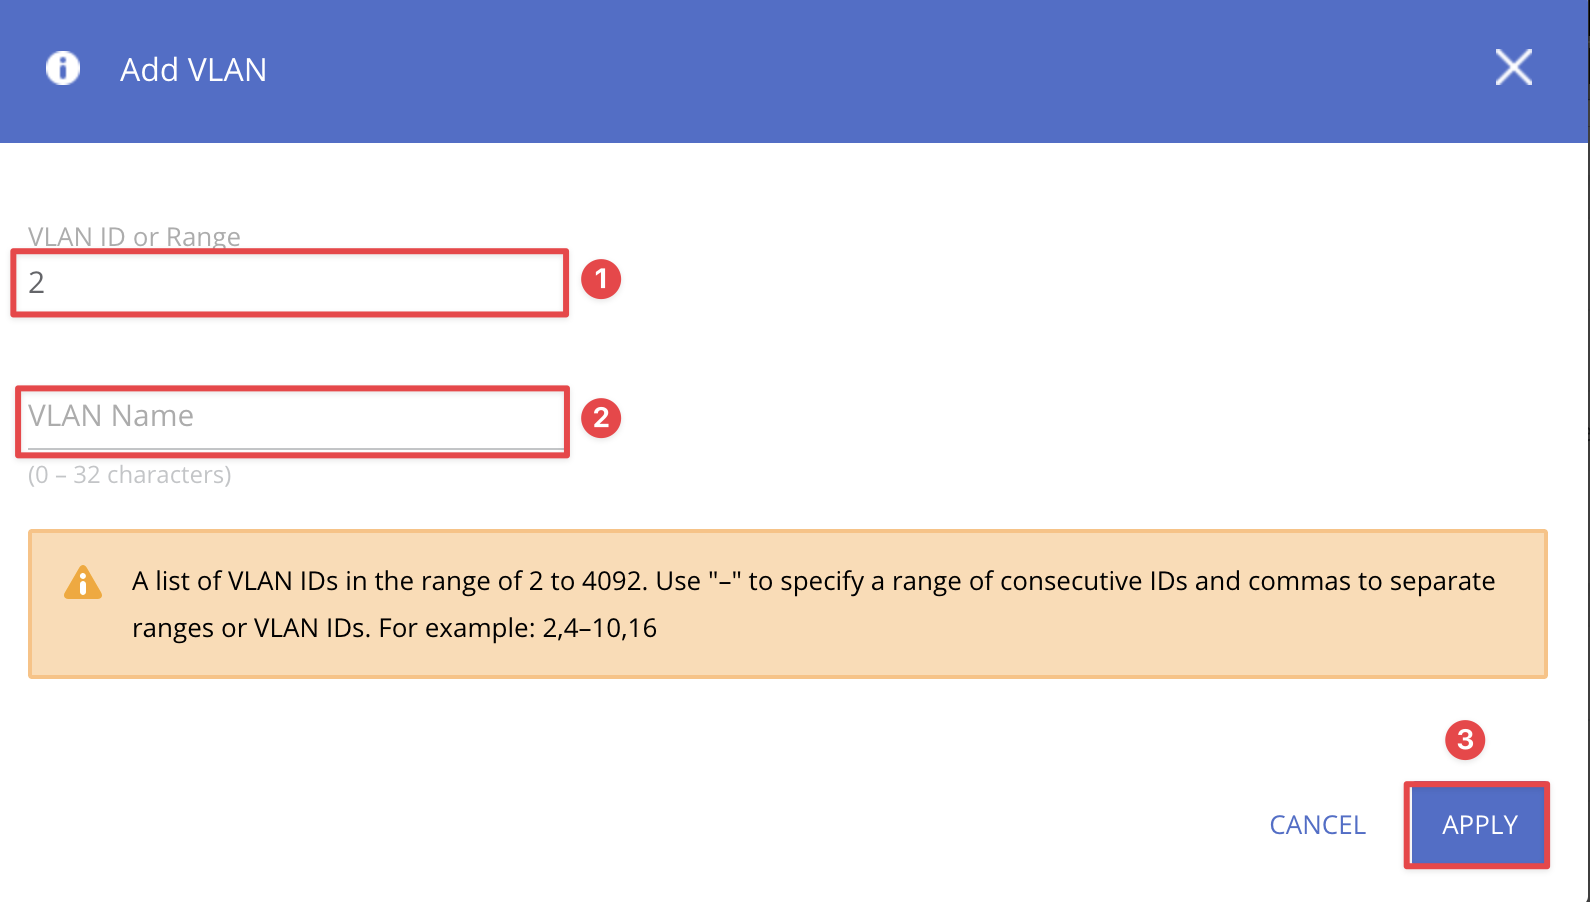 Add VLAN
VLAN ID or Range
2
1
VLAN Name
2
(0 – 32 characters)
A list of VLAN IDs in the range of 2 to 4092. Use "–" to specify a range of consecutive IDs and commas to separate
ranges or VLAN IDs. For example: 2,4–10,16
3
CANCEL
APPLY